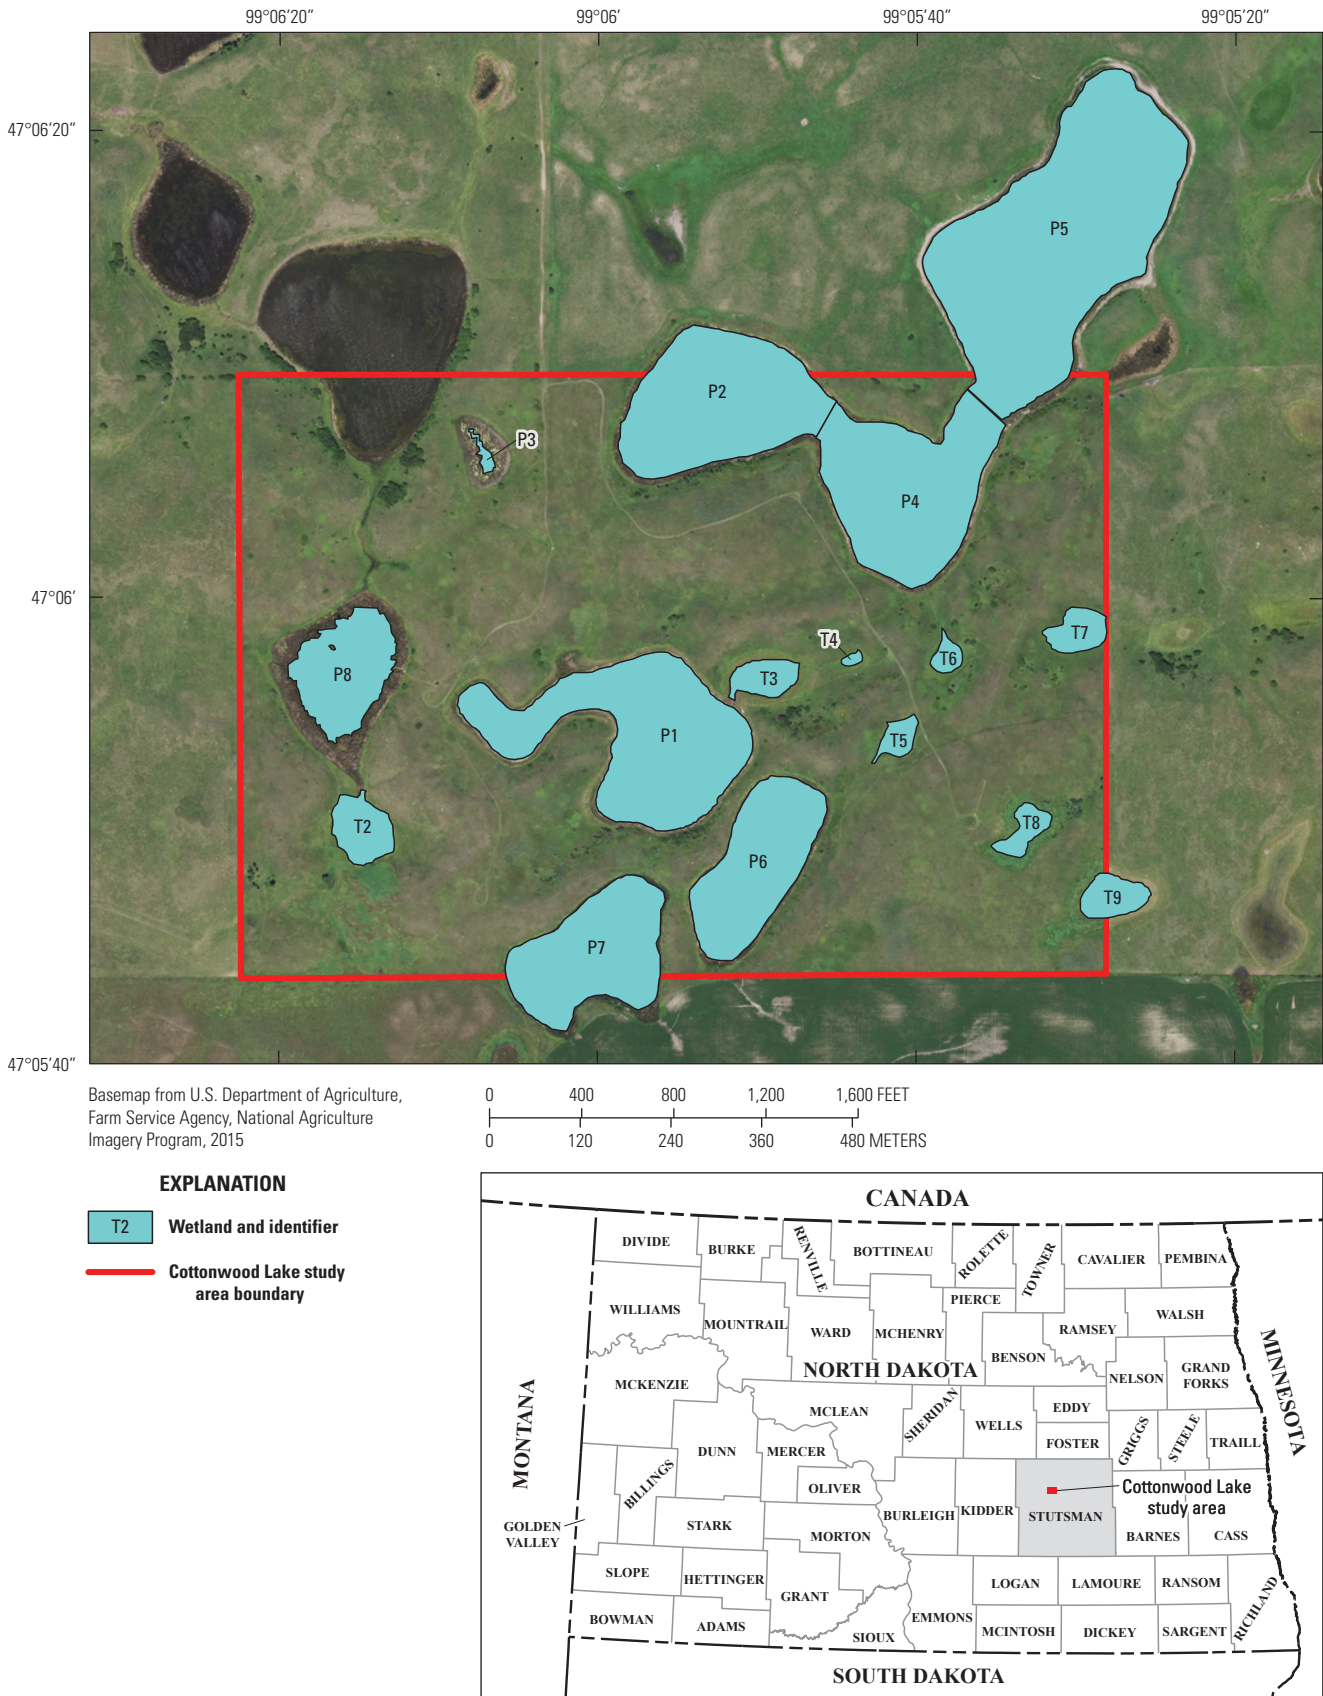 99°06′20″ 99°06′ 99°05′40″ 99°05′20″
47°06′20″
P5
P2
P3
P4
47°06′
T7
T4
T6
T3
P8
P1
T5
T2
T8
P6
T9
P7
47°05′40″
Basemap from U.S. Department of Agriculture,
Farm Service Agency, National Agriculture
Imagery Program, 2015
0 400 800 1,200 1,600 FEET
0 120 240 360 480 METERS
EXPLANATION
T2 Wetland and identifier
Cottonwood Lake study
area boundary
CANADA
DIVIDE
BURKE
RENVILLE
BOTTINEAU
ROLETTE
TOWNER
CAVALIER
PEMBINA
WILLIAMS
MOUNTRAIL
WARD
MCHENRY
PIERCE
BENSON
RAMSEY
WALSH
NORTH DAKOTA
NELSON
GRAND
FORKS
MINNESOTA
MONTANA
MCKENZIE
MCLEAN
SHERIDAN
WELLS
EDDY
FOSTER
GRIGGS
STEELE
TRAILL
DUNN
MERCER
OLIVER
BILLINGS
BURLEIGH
KIDDER
STUTSMAN
Cottonwood Lake
study area
BARNES
CASS
GOLDEN
VALLEY
STARK
MORTON
SLOPE
HETTINGER
GRANT
LOGAN
LAMOURE
RANSOM
RICHLAND
BOWMAN
ADAMS
SIOUX
EMMONS
MCINTOSH
DICKEY
SARGENT
SOUTH DAKOTA